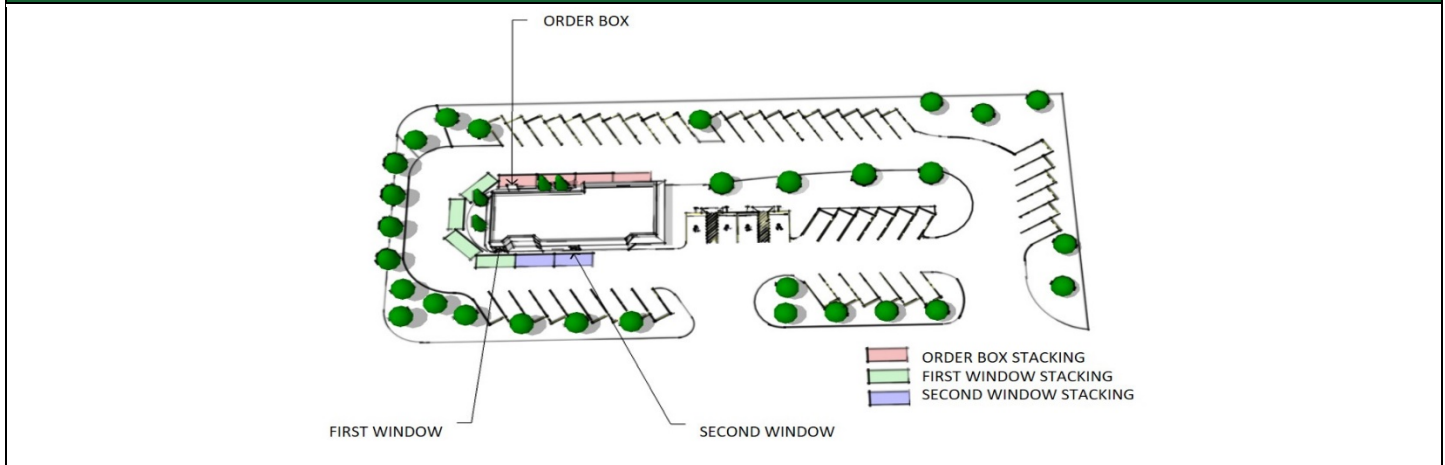 ORDER BOX
ORDER BOX STACKING
FIRST WINDOW STACKING
SECOND WINDOW STACKING
FIRST WINDOW
SECOND WINDOW